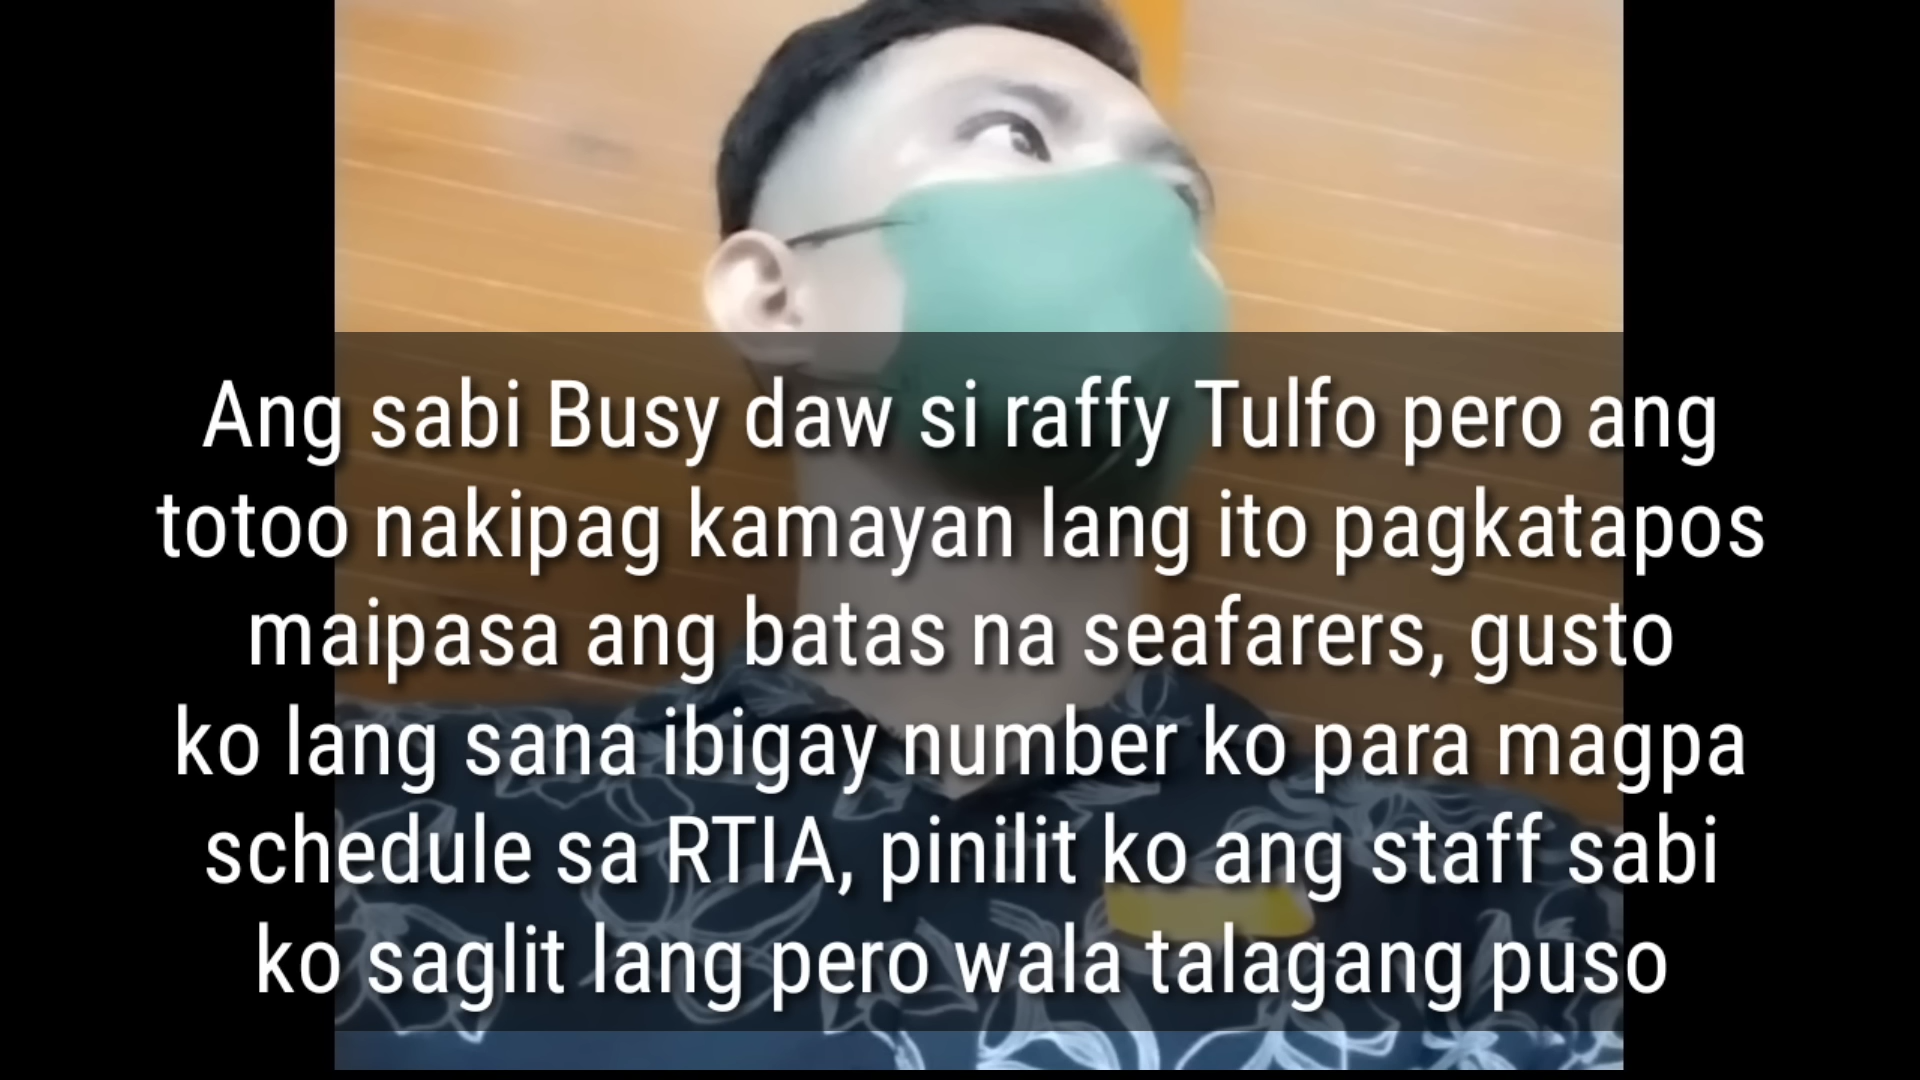 Ang sabi Busy daw si raffy Tulfo pero ang
totoo nakipag kamayan lang ito pagkatapos
maipasa ang batas na seafarers, gusto
ko lang sana ibigay number ko para magpa
schedule sa RTIA, pinilit ko ang staff sabi
ko saglit lang pero wala talagang puso